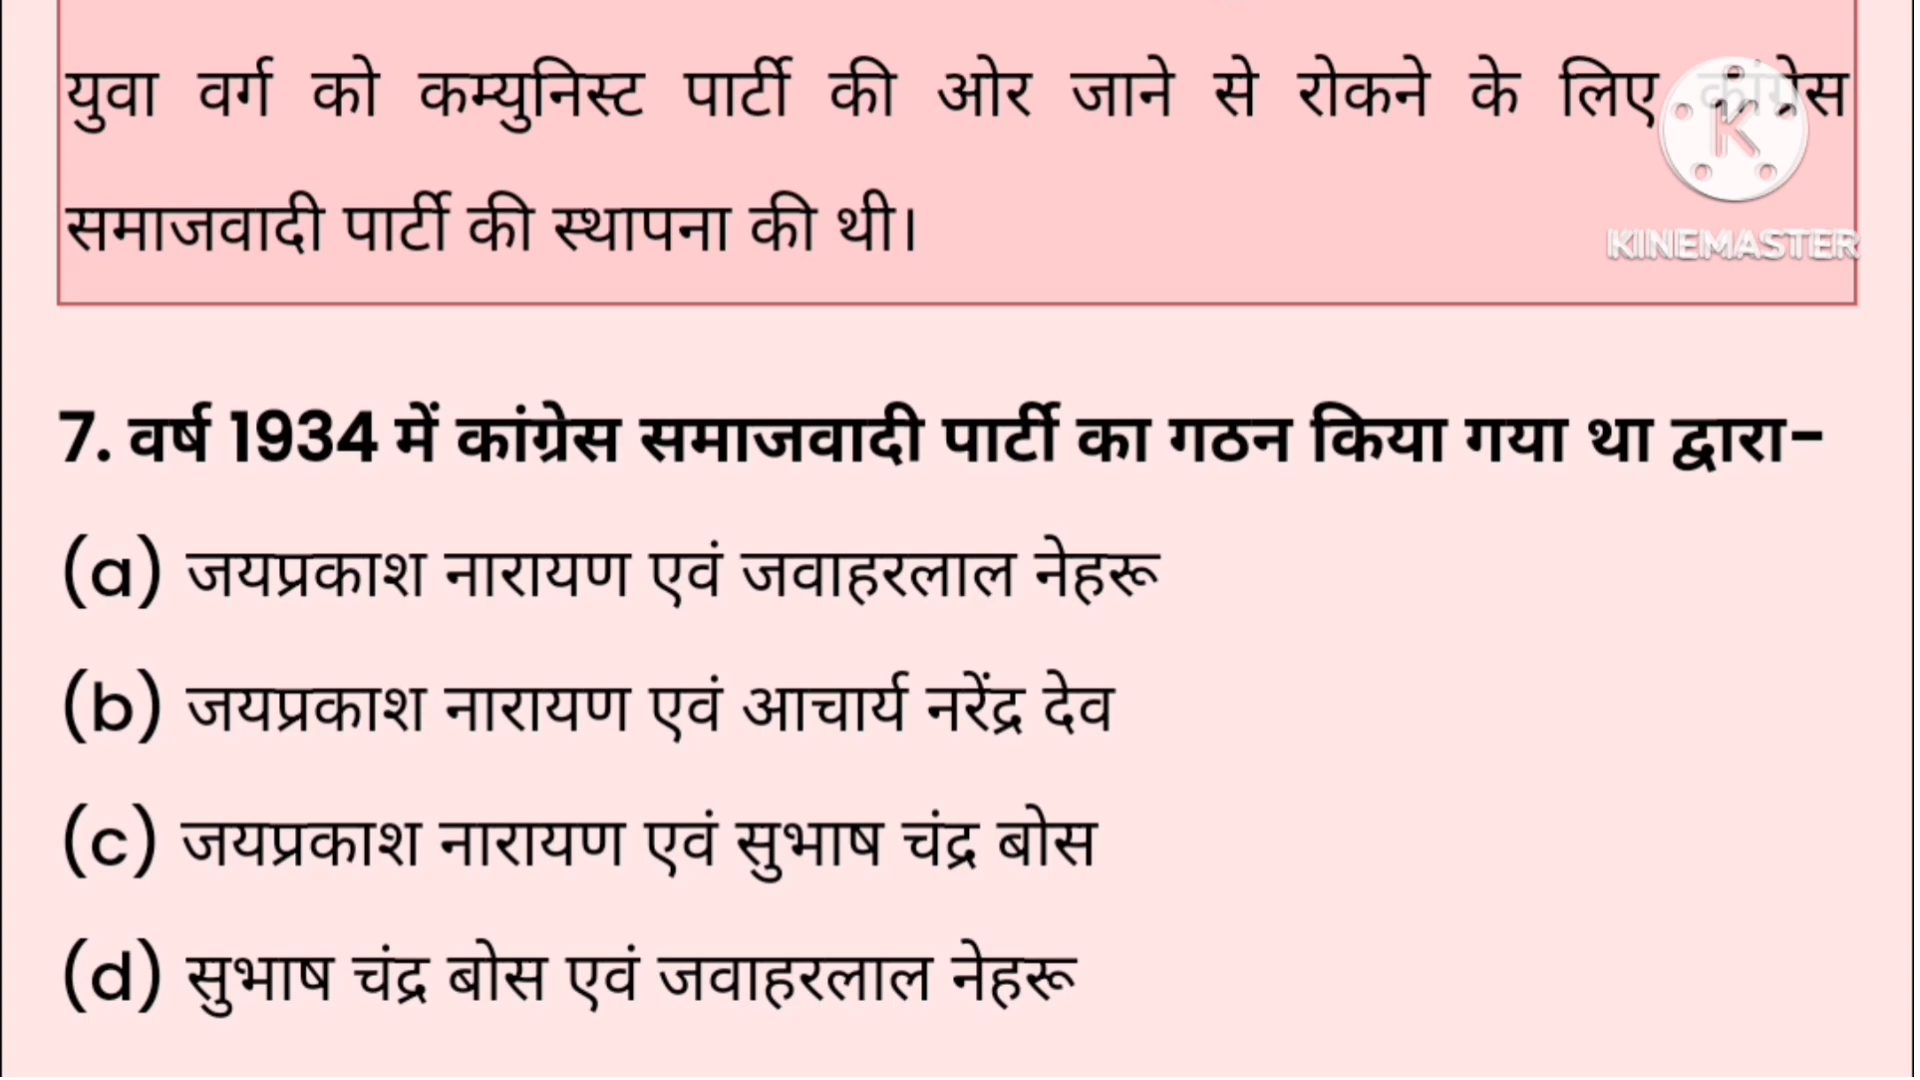 युवा वर्ग को कम्युनिस्ट पार्टी की ओर जाने से रोकने के लिए कांग्रेस
K
KINEMASTER
समाजवादी पार्टी की स्थापना की थी।
7. वर्ष 1934 में कांग्रेस समाजवादी पार्टी का गठन किया गया था द्वारा-
(a) जयप्रकाश नारायण एवं जवाहरलाल नेहरू
(b) जयप्रकाश नारायण एवं आचार्य नरेंद्र देव
(c) जयप्रकाश नारायण एवं सुभाष चंद्र बोस
(d) सुभाष चंद्र बोस एवं जवाहरलाल नेहरू